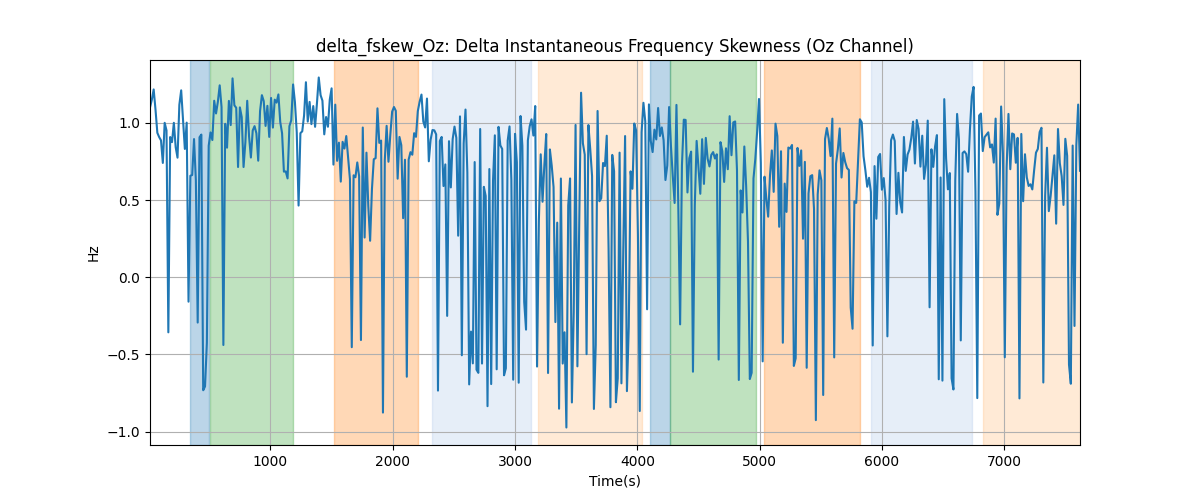 delta_fskew_Oz: Delta Instantaneous Frequency Skewness (Oz Channel)
Hz
1.0
0.5
0.0
−0.5
−1.0
1000 2000 3000 4000 5000 6000 7000
Time(s)